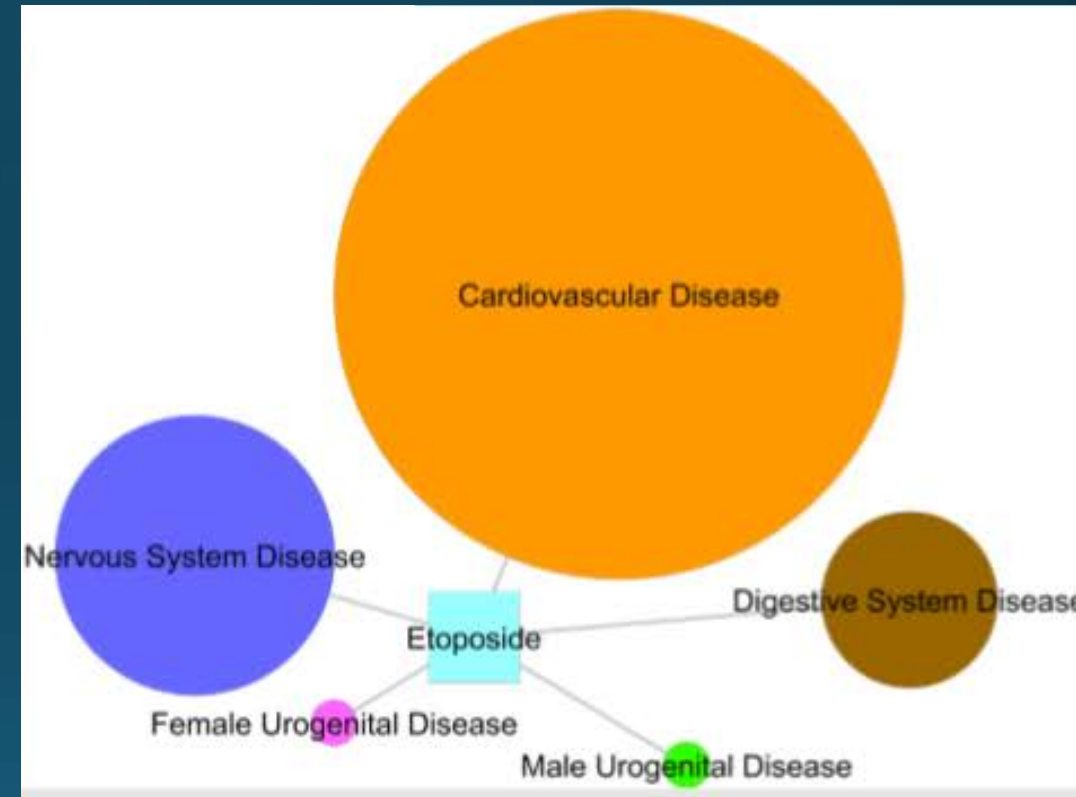 Cardiovascular Disease
Nervous System Disease
Digestive System Disease
Etoposide
Female Urogenital Disease
Male Urogenital Disease